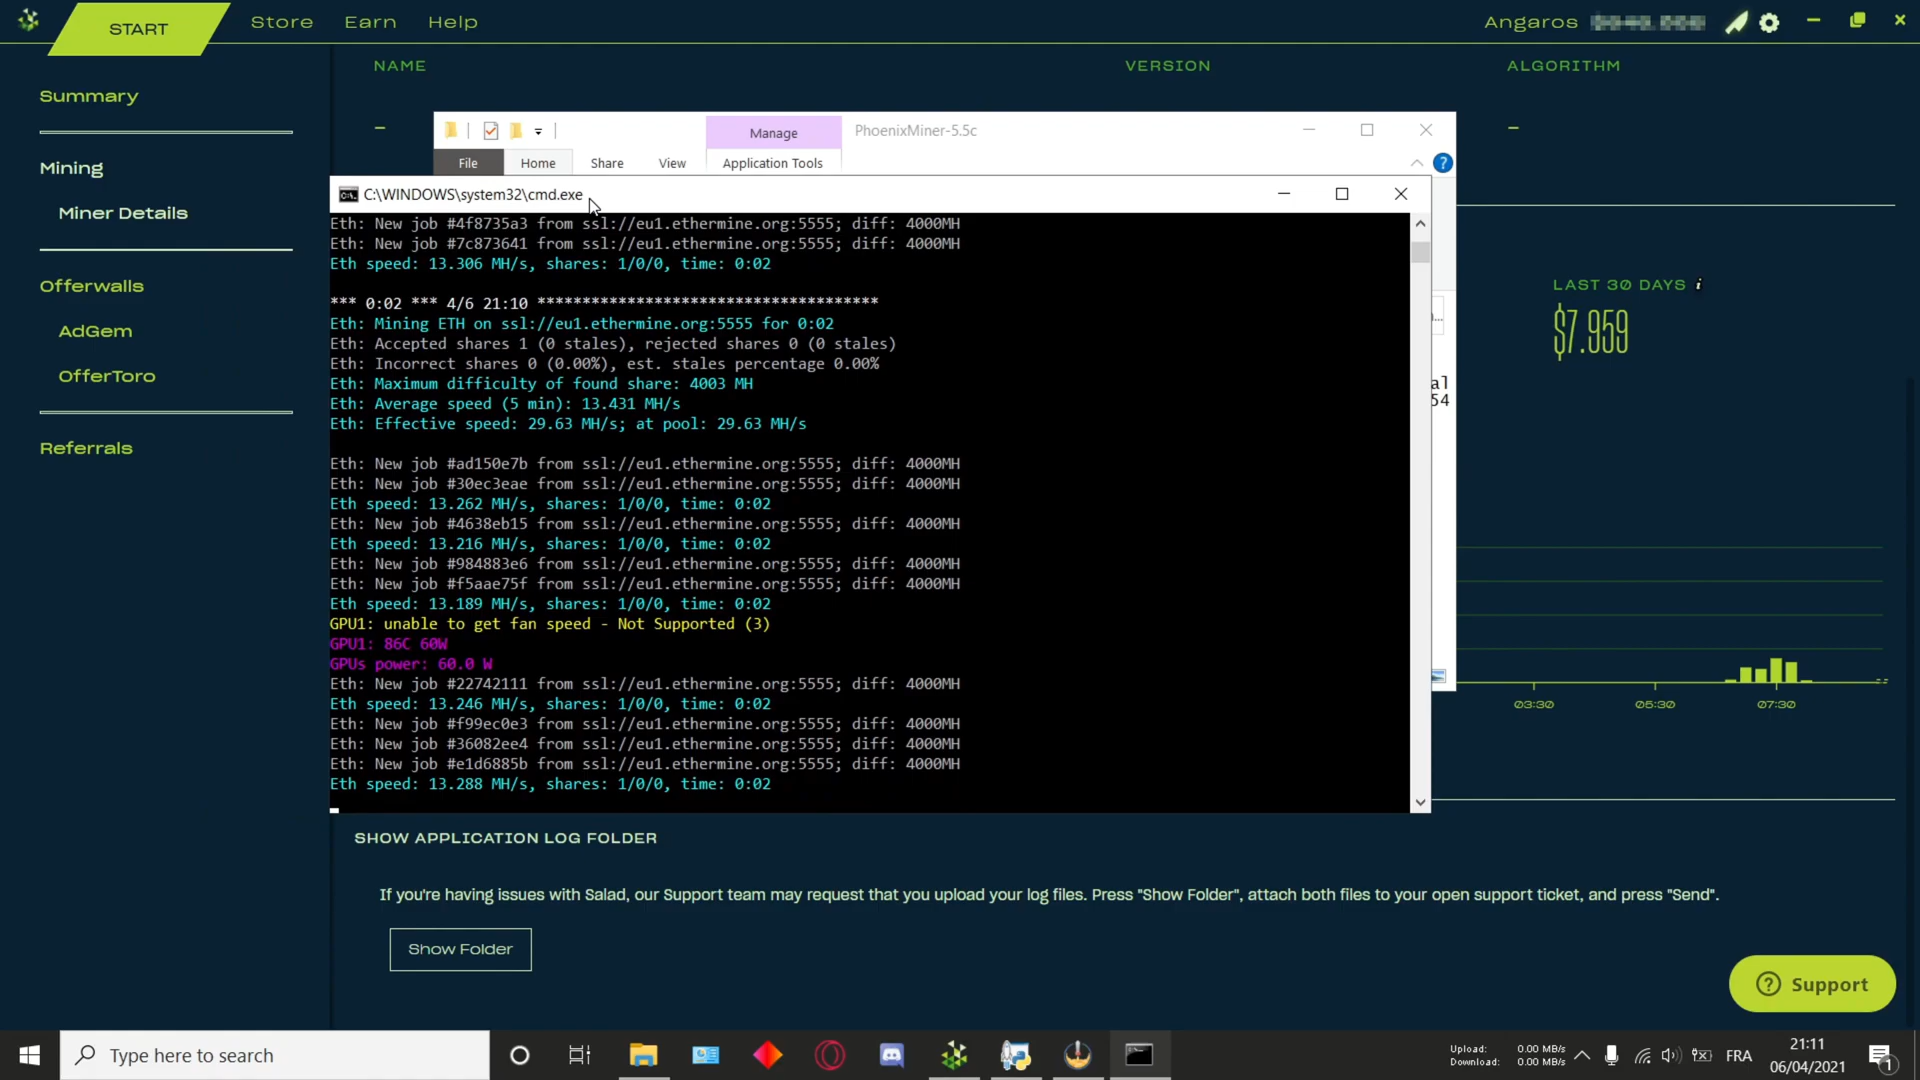 START
Store
Earn
Help
Angaros
Summary
Mining
Miner Details
Offerwalls
AdGem
OfferToro
Referrals
NAME
VERSION
ALGORITHM
–
–
Manage
PhoenixMiner-5.5c
File
Home
Share
View
Application Tools
C:\WINDOWS\system32\cmd.exe
Eth: New job #4f8735a3 from ssl://eu1.ethermine.org:5555; diff: 4000MH
Eth: New job #7c873641 from ssl://eu1.ethermine.org:5555; diff: 4000MH
Eth speed: 13.306 MH/s, shares: 1/0/0, time: 0:02
*** 0:02 *** 4/6 21:10 **************************************
Eth: Mining ETH on ssl://eu1.ethermine.org:5555 for 0:02
Eth: Accepted shares 1 (0 stales), rejected shares 0 (0 stales)
Eth: Incorrect shares 0 (0.00%), est. stales percentage 0.00%
Eth: Maximum difficulty of found share: 4003 MH
Eth: Average speed (5 min): 13.431 MH/s
Eth: Effective speed: 29.63 MH/s; at pool: 29.63 MH/s
Eth: New job #ad150e7b from ssl://eu1.ethermine.org:5555; diff: 4000MH
Eth: New job #30ec3eae from ssl://eu1.ethermine.org:5555; diff: 4000MH
Eth speed: 13.262 MH/s, shares: 1/0/0, time: 0:02
Eth: New job #4638eb15 from ssl://eu1.ethermine.org:5555; diff: 4000MH
Eth speed: 13.216 MH/s, shares: 1/0/0, time: 0:02
Eth: New job #984883e6 from ssl://eu1.ethermine.org:5555; diff: 4000MH
Eth: New job #f5aae75f from ssl://eu1.ethermine.org:5555; diff: 4000MH
Eth speed: 13.189 MH/s, shares: 1/0/0, time: 0:02
GPU1: unable to get fan speed - Not Supported (3)
GPU1: 86C 60W
GPUs power: 60.0 W
Eth: New job #22742111 from ssl://eu1.ethermine.org:5555; diff: 4000MH
Eth speed: 13.246 MH/s, shares: 1/0/0, time: 0:02
Eth: New job #f99ec0e3 from ssl://eu1.ethermine.org:5555; diff: 4000MH
Eth: New job #36082ee4 from ssl://eu1.ethermine.org:5555; diff: 4000MH
Eth: New job #e1d6885b from ssl://eu1.ethermine.org:5555; diff: 4000MH
Eth speed: 13.288 MH/s, shares: 1/0/0, time: 0:02
...
al
54
LAST 30 DAYS i
$7.959
03:30
05:30
07:30
SHOW APPLICATION LOG FOLDER
If you're having issues with Salad, our Support team may request that you upload your log files. Press "Show Folder", attach both files to your open support ticket, and press "Send".
Show Folder
? Support
Type here to search
Upload: 0.00 MB/s
Download: 0.00 MB/s
FRA
21:11
06/04/2021
1